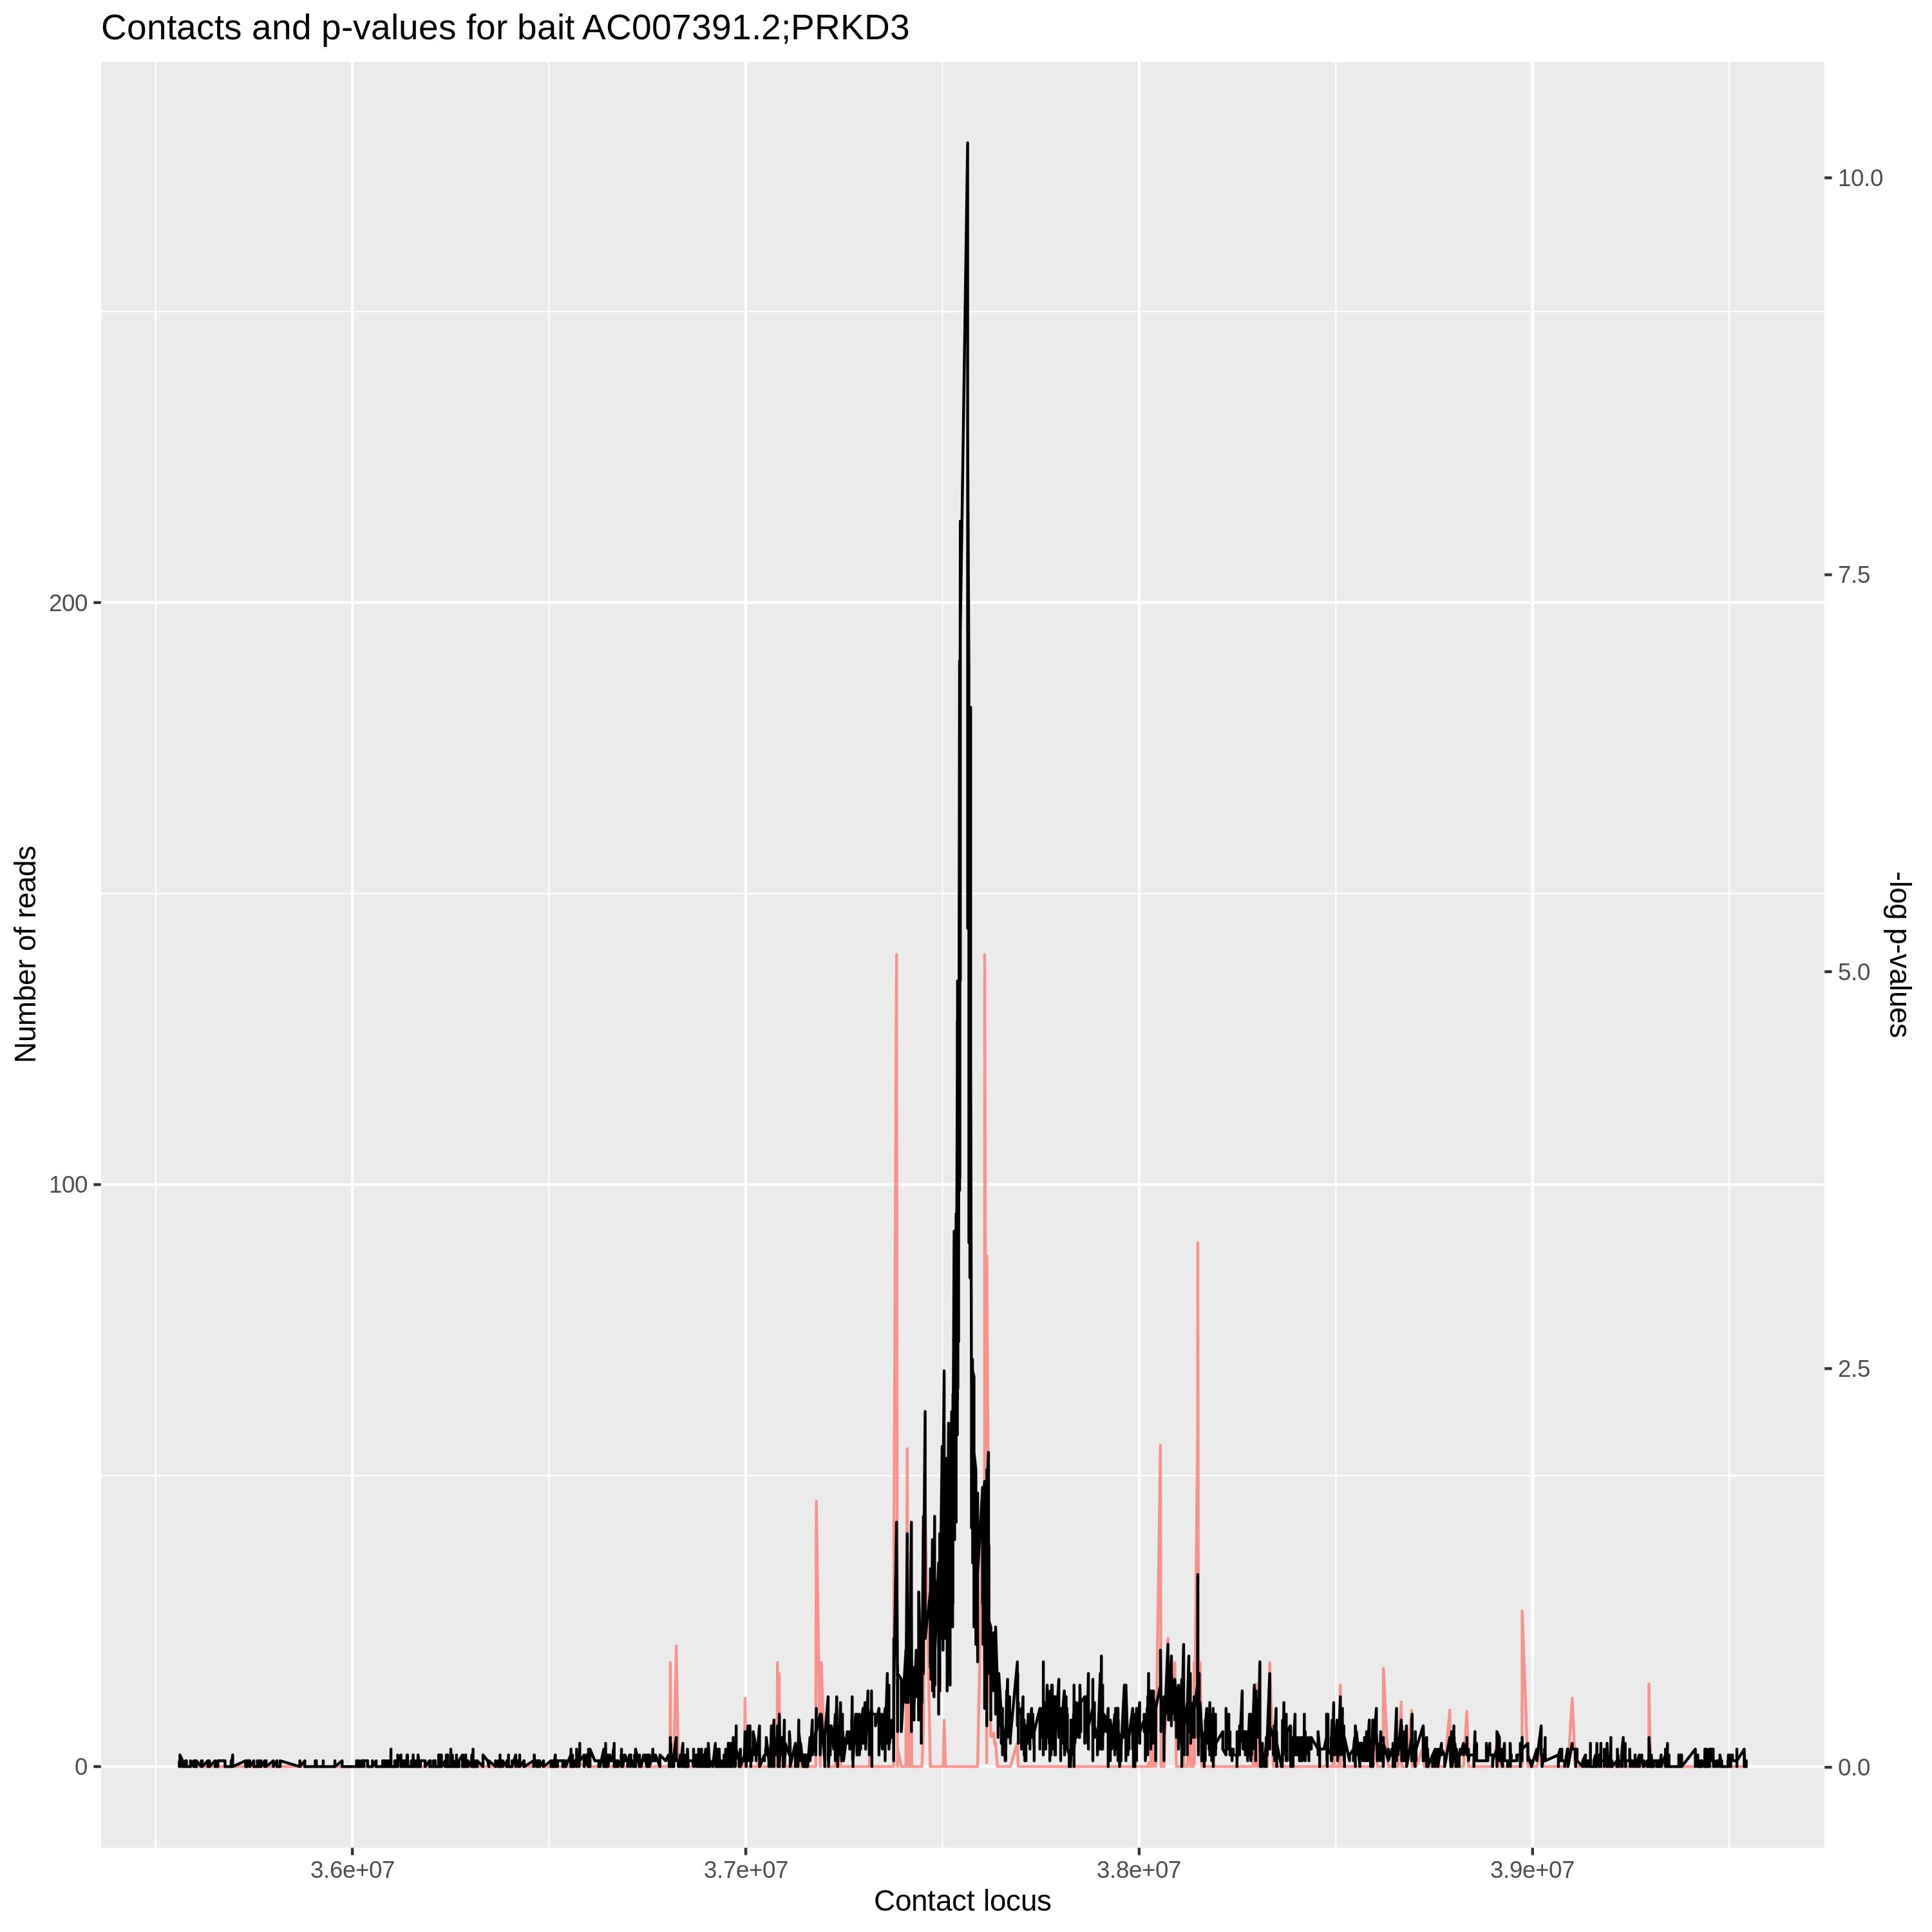 Contacts and p-values for bait AC007391.2;PRKD3
Number of reads
200
100
0
10.0
7.5
5.0
2.5
0.0
-log p-values
3.6e+07
3.7e+07
3.8e+07
3.9e+07
Contact locus